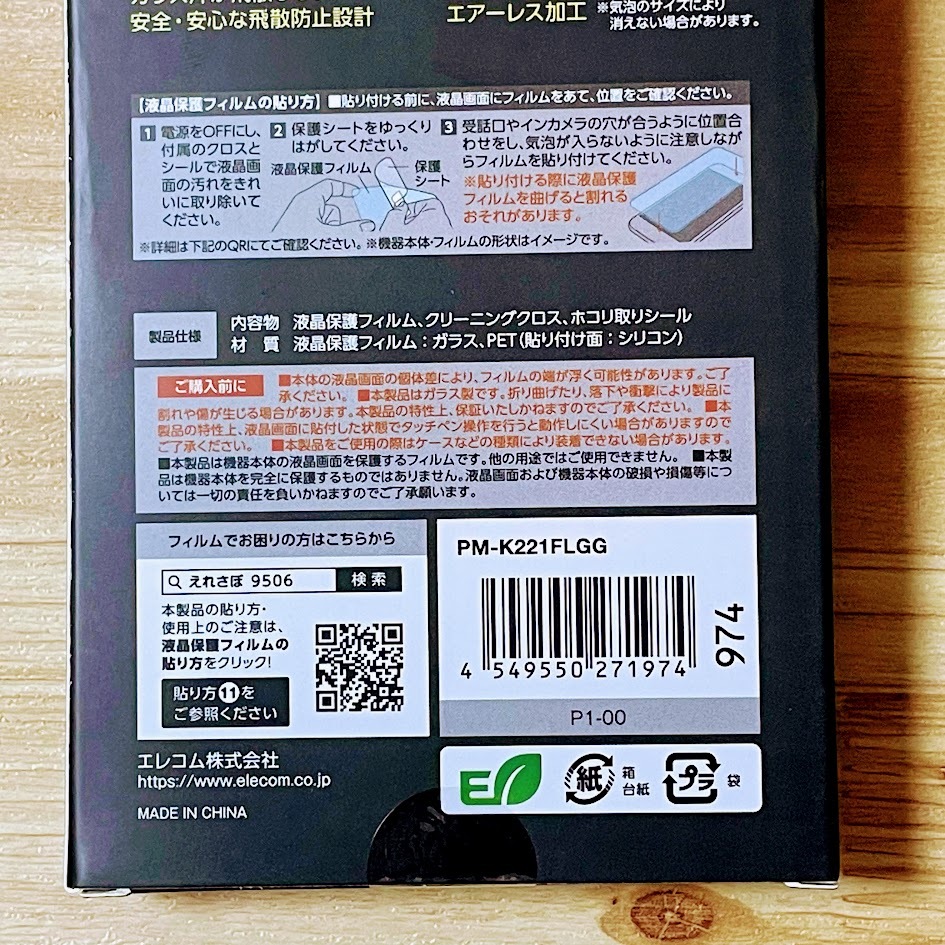 安全・安心な飛散防止設計
エアーレス加工
※気泡のサイズにより
消えない場合があります。
【液晶保護フィルムの貼り方】 ■貼り付ける前に、液晶画面にフィルムをあて、位置をご確認ください。
1 電源をOFFにし、
付属のクロスと
シールで液晶画
面の汚れをきれ
いに取り除いて
ください。
2 保護シートをゆっくり
はがしてください。
液晶保護フィルム
保護
シート
3 受話口やインカメラの穴が合うように位置合
わせをし、気泡が入らないように注意しなが
らフィルムを貼り付けてください。
※貼り付ける際に液晶保護
フィルムを曲げると割れる
おそれがあります。
※詳細は下記のQRにてご確認ください。※機器本体・フィルムの形状はイメージです。
製品仕様
内容物 液晶保護フィルム、クリーニングクロス、ホコリ取りシール
材 質 液晶保護フィルム：ガラス、PET（貼り付け面：シリコン）
ご購入前に ■本体の液晶画面の個体差により、フィルムの端が浮く可能性があります。ご了
承ください。 ■本製品はガラス製です。折り曲げたり、落下や衝撃により製品に
割れや傷が生じる場合があります。本製品の特性上、保証いたしかねますのでご了承ください。 ■本
製品の特性上、液晶画面に貼付した状態でタッチペン操作を行うと動作しにくい場合がありますので
ご了承ください。 ■本製品をご使用の際はケースなどの種類により装着できない場合があります。
■本製品は機器本体の液晶画面を保護するフィルムです。他の用途ではご使用できません。 ■本製
品は機器本体を完全に保護するものではありません。液晶画面および機器本体の破損や損傷等につ
いては一切の責任を負いかねますのでご了承願います。
フィルムでお困りの方はこちらから
えれさぽ 9506 検索
本製品の貼り方・
使用上のご注意は、
液晶保護フィルムの
貼り方をクリック!
貼り方⑪を
ご参照ください
PM-K221FLGG
4 549550 271974
974
P1-00
エレコム株式会社
https://www.elecom.co.jp
MADE IN CHINA
E
紙
箱
台紙
プラ
袋